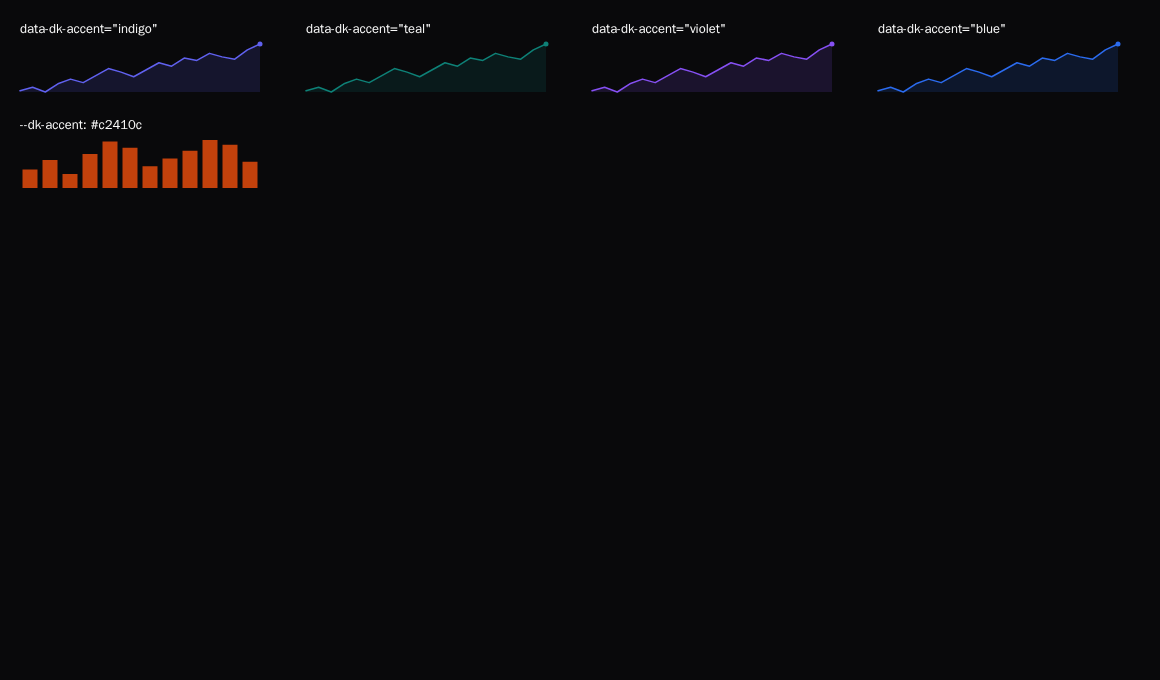 data-dk-accent="indigo"
data-dk-accent="teal"
data-dk-accent="violet"
data-dk-accent="blue"
--dk-accent: #c2410c